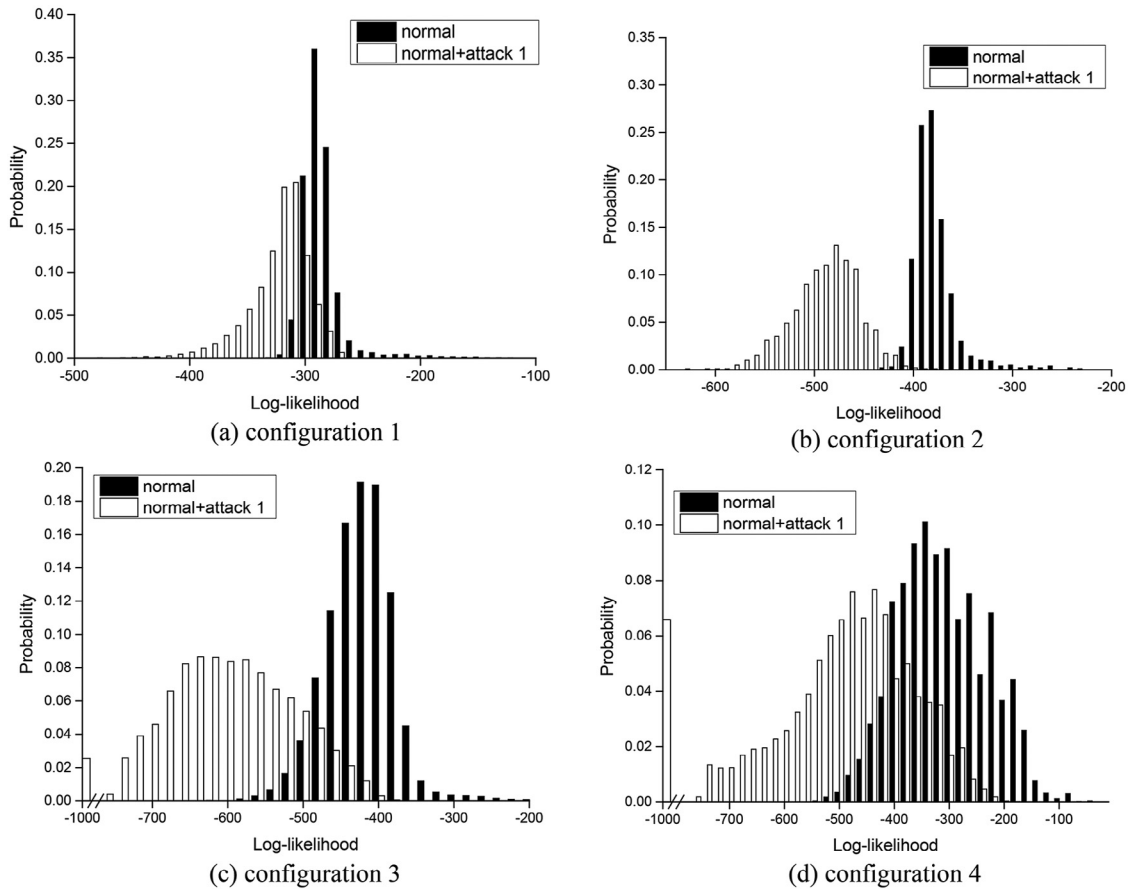 normal
normal+attack 1
0.40
0.35
0.30
0.25
0.20
0.15
0.10
0.05
0.00
Probability
-500 -400 -300 -200 -100
Log-likelihood
(a) configuration 1
normal
normal+attack 1
0.35
0.30
0.25
0.20
0.15
0.10
0.05
0.00
Probability
-600 -500 -400 -300 -200
Log-likelihood
(b) configuration 2
normal
normal+attack 1
0.20
0.18
0.16
0.14
0.12
0.10
0.08
0.06
0.04
0.02
0.00
Probability
-1000 -700 -600 -500 -400 -300 -200
Log-likelihood
(c) configuration 3
normal
normal+attack 1
0.12
0.10
0.08
0.06
0.04
0.02
0.00
Probability
-1000 -700 -600 -500 -400 -300 -200 -100
Log-likelihood
(d) configuration 4